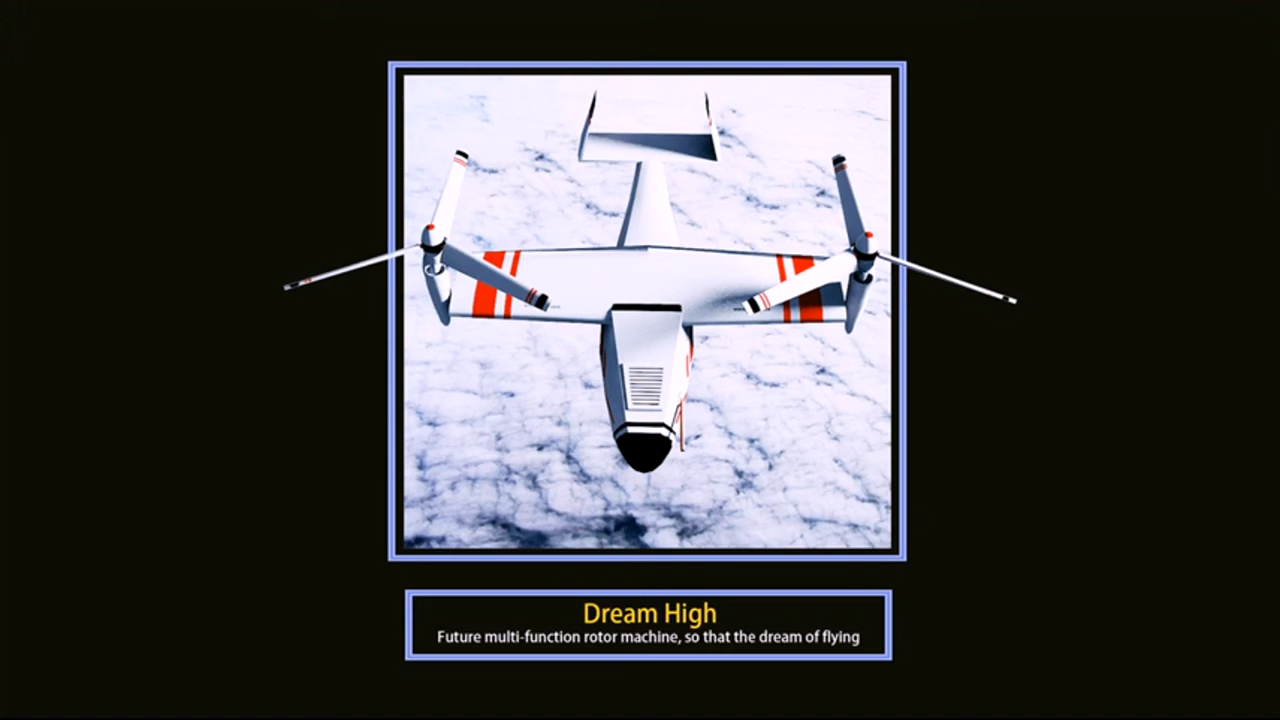 Dream High
Future multi-function rotor machine, so that the dream of flying